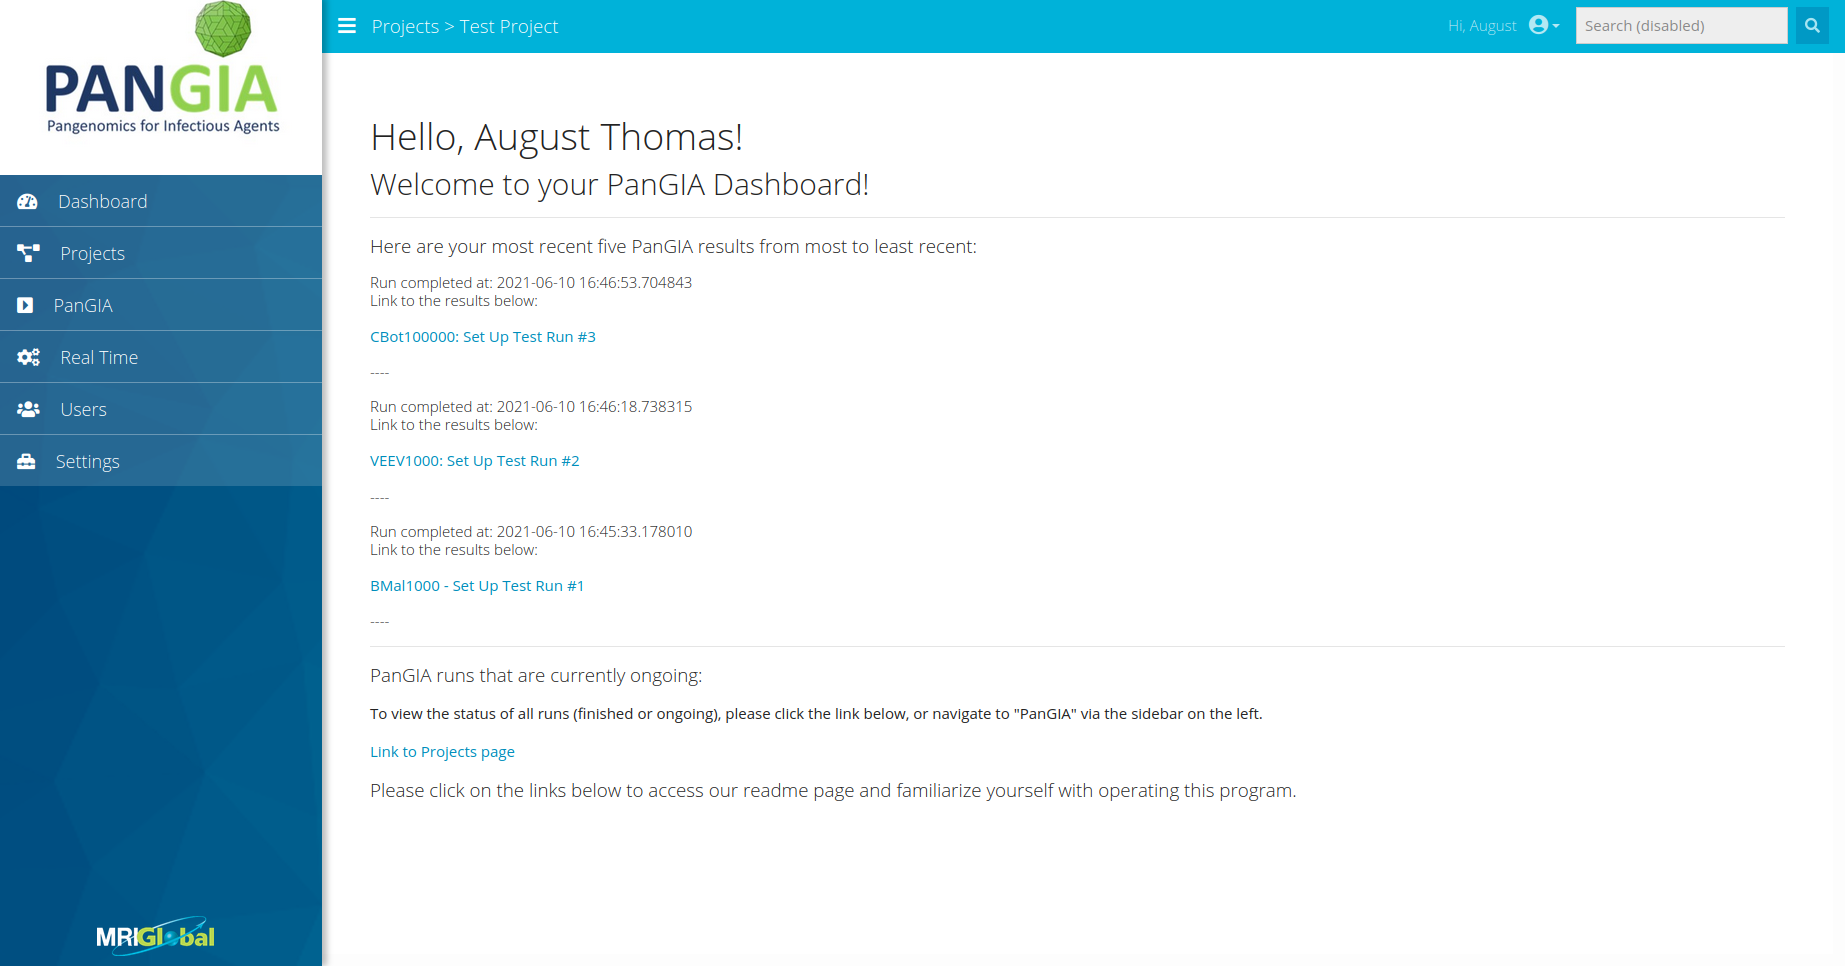 PANGIA
Pangenomics for Infectious Agents
Dashboard
Projects
PanGIA
Real Time
Users
Settings
MRIGlobal
Projects > Test Project
Hi, August
Search (disabled)
Hello, August Thomas!
Welcome to your PanGIA Dashboard!
Here are your most recent five PanGIA results from most to least recent:
Run completed at: 2021-06-10 16:46:53.704843
Link to the results below:
CBot100000: Set Up Test Run #3
----
Run completed at: 2021-06-10 16:46:18.738315
Link to the results below:
VEEV1000: Set Up Test Run #2
----
Run completed at: 2021-06-10 16:45:33.178010
Link to the results below:
BMal1000 - Set Up Test Run #1
----
PanGIA runs that are currently ongoing:
To view the status of all runs (finished or ongoing), please click the link below, or navigate to "PanGIA" via the sidebar on the left.
Link to Projects page
Please click on the links below to access our readme page and familiarize yourself with operating this program.